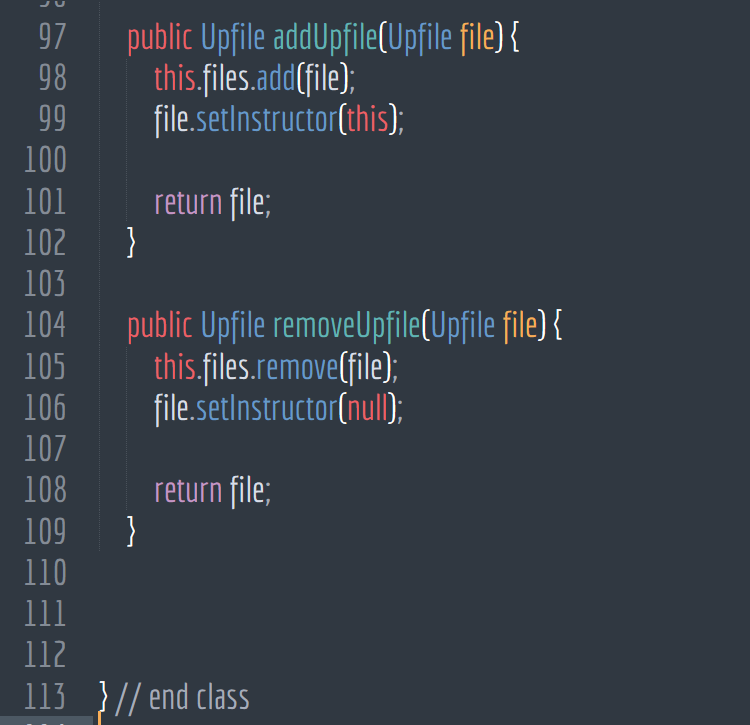 97 public Upfile addUpfile(Upfile file) {
98 this.files.add(file);
99 file.setInstructor(this);
100
101 return file;
102 }
103
104 public Upfile removeUpfile(Upfile file) {
105 this.files.remove(file);
106 file.setInstructor(null);
107
108 return file;
109 }
110
111
112
113 } // end class